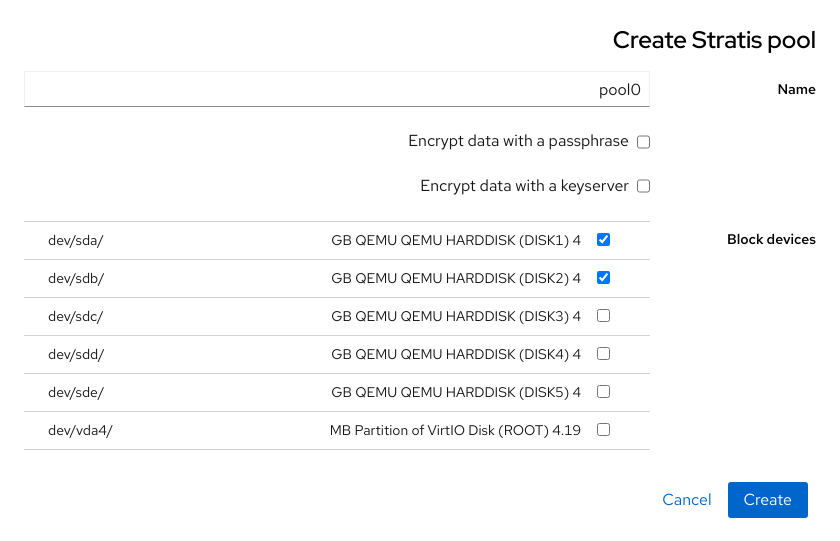 Create Stratis pool
Name
pool0
Encrypt data with a passphrase
Encrypt data with a keyserver
Block devices
GB QEMU QEMU HARDDISK (DISK1) 4
dev/sda/
GB QEMU QEMU HARDDISK (DISK2) 4
dev/sdb/
GB QEMU QEMU HARDDISK (DISK3) 4
dev/sdc/
GB QEMU QEMU HARDDISK (DISK4) 4
dev/sdd/
GB QEMU QEMU HARDDISK (DISK5) 4
dev/sde/
MB Partition of VirtIO Disk (ROOT) 4.19
dev/vda4/
Create
Cancel